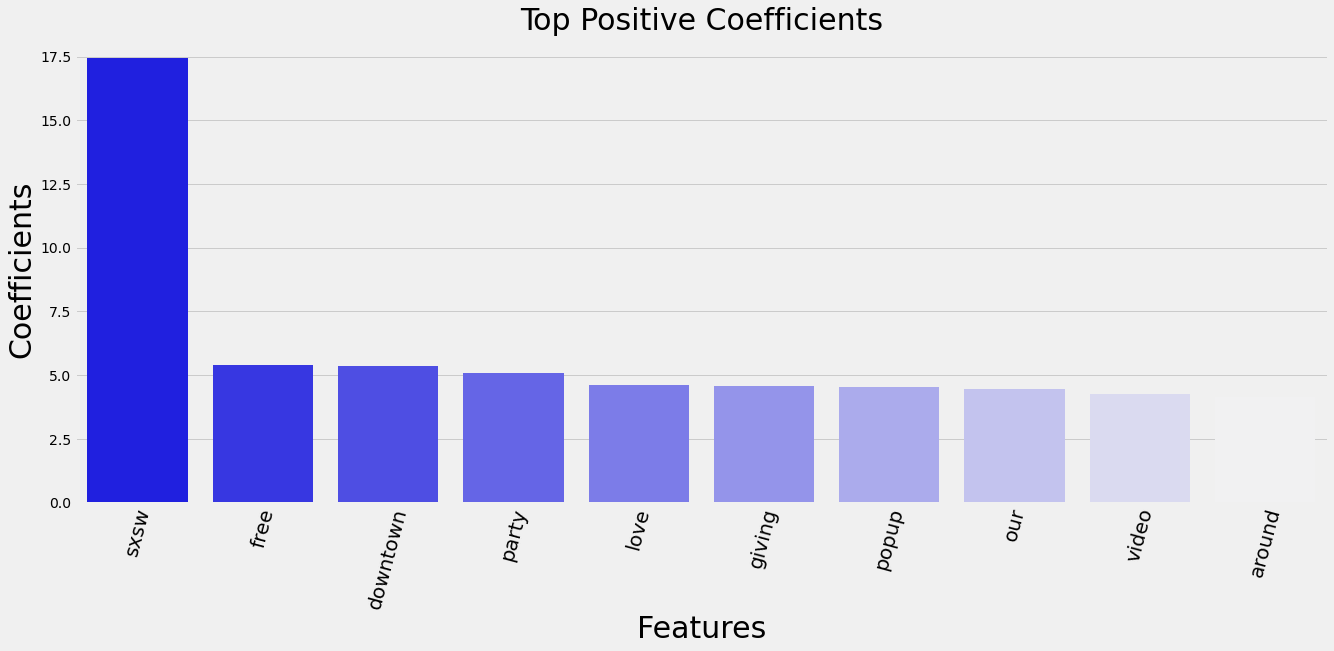 Top Positive Coefficients
Coefficients
17.5
15.0
12.5
10.0
7.5
5.0
2.5
0.0
sxsw
free
downtown
party
love
giving
popup
our
video
around
Features